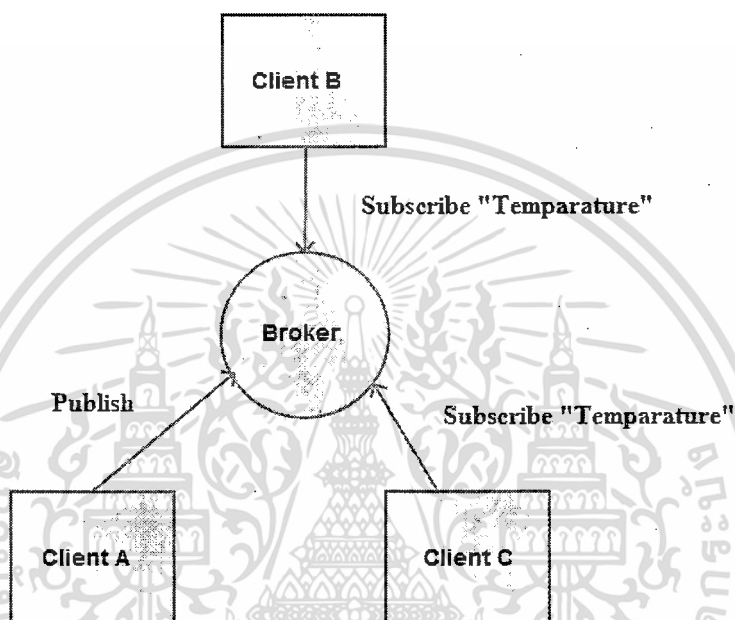 Client B
Subscribe "Temparature"
Broker
Publish
Subscribe "Temparature"
Client A
Client C